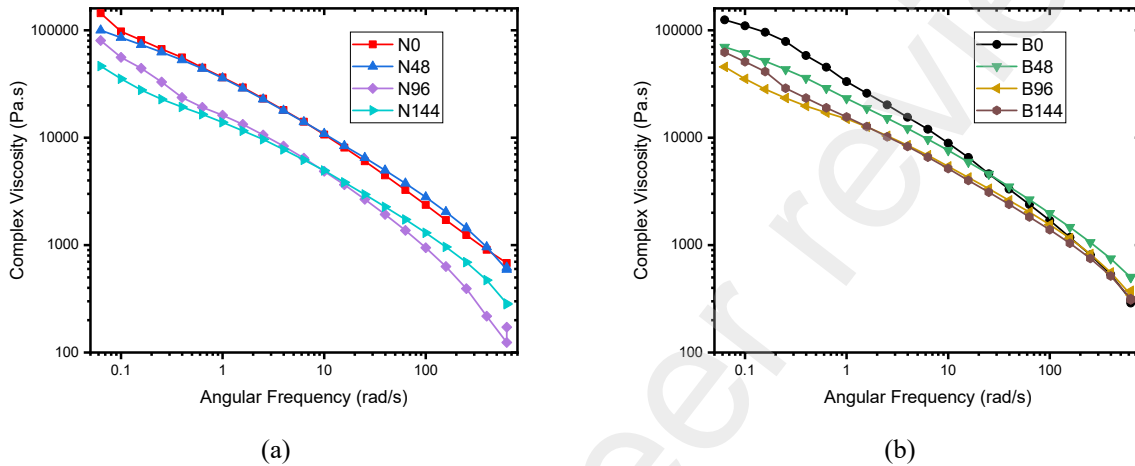 100000
10000
1000
100
0.1
1
10
100
Complex Viscosity (Pa.s)
Angular Frequency (rad/s)
N0
N48
N96
N144
(a)
100000
10000
1000
100
0.1
1
10
100
Complex Viscosity (Pa.s)
Angular Frequency (rad/s)
B0
B48
B96
B144
(b)
eer review